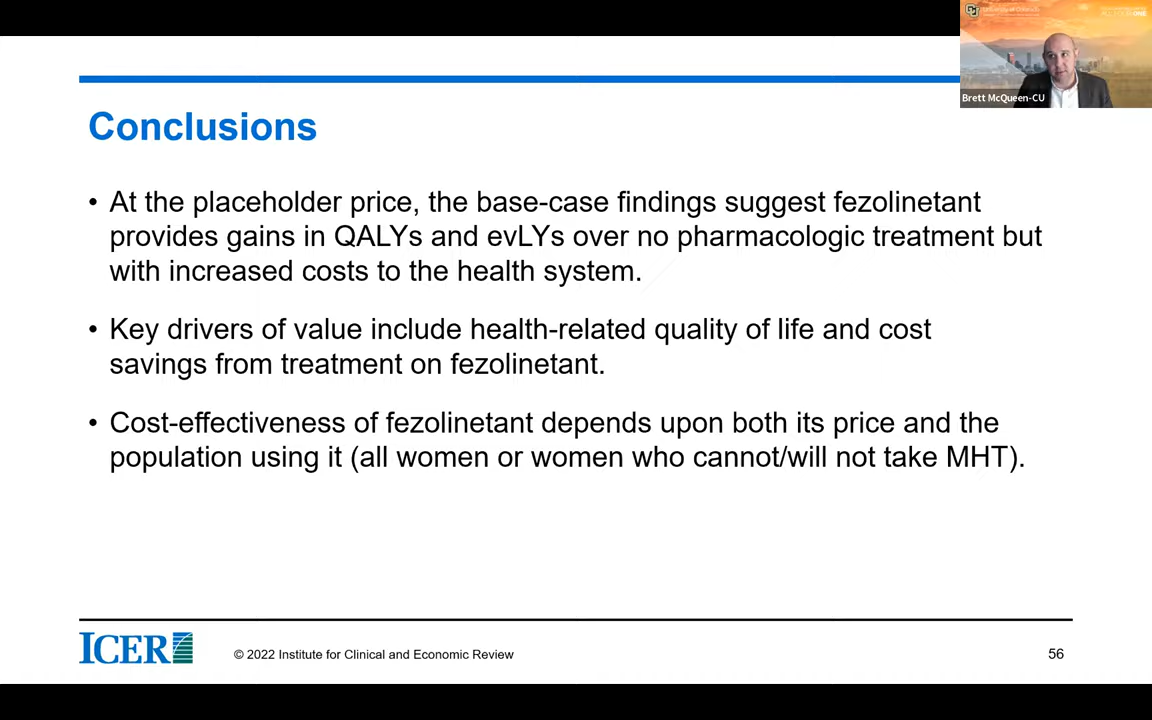 Brett McQueen-CU
Conclusions
• At the placeholder price, the base-case findings suggest fezolinetant
provides gains in QALYs and evLYs over no pharmacologic treatment but
with increased costs to the health system.
• Key drivers of value include health-related quality of life and cost
savings from treatment on fezolinetant.
• Cost-effectiveness of fezolinetant depends upon both its price and the
population using it (all women or women who cannot/will not take MHT).
ICER
© 2022 Institute for Clinical and Economic Review
56